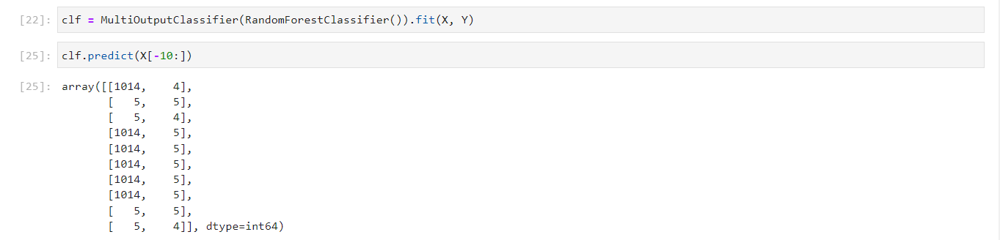 [22]: clf = MultiOutputClassifier(RandomForestClassifier()).fit(X, Y)
[25]: clf.predict(X[-10:])
[25]: array([[1014,    4],
       [   5,    5],
       [   5,    4],
       [1014,    5],
       [1014,    5],
       [1014,    5],
       [1014,    5],
       [1014,    5],
       [   5,    5],
       [   5,    4]], dtype=int64)